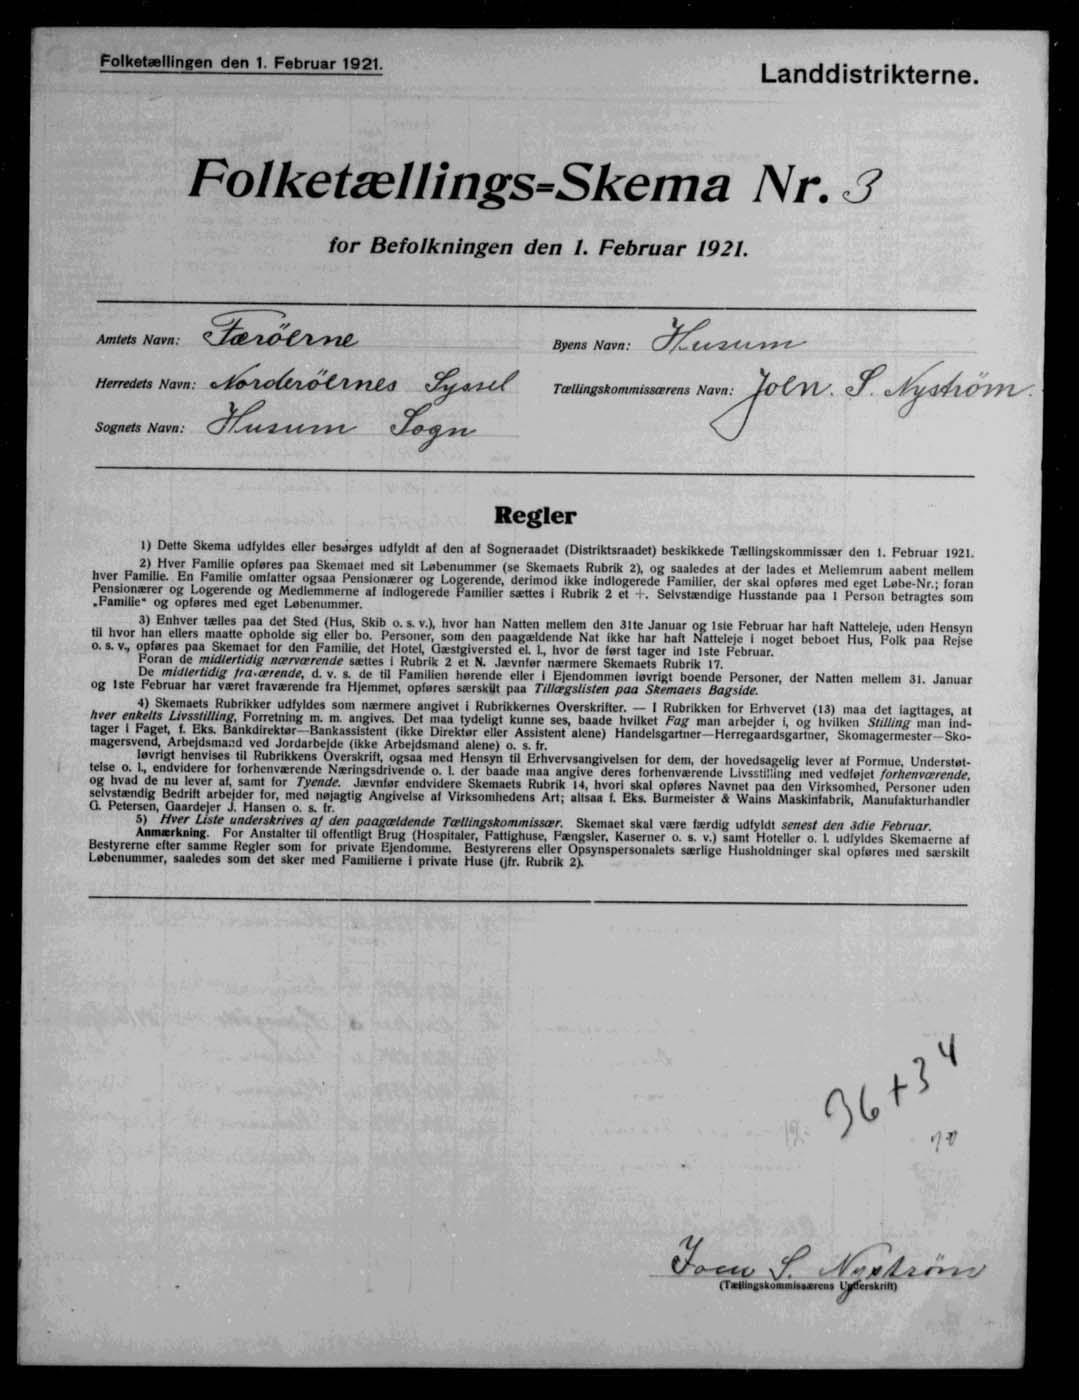 Folketællingen den 1. Februar 1921.
Landdistrikterne.
Folketællings=Skema Nr. 3
for Befolkningen den 1. Februar 1921.
Amtets Navn: Færöerne
Byens Navn: Husum
Herredets Navn: Norderöernes Syssel
Tællingskommissærens Navn: Joen. S. Nyström.
Sognets Navn: Husum Sogn
Regler
1) Dette Skema udfyldes eller besørges udfyldt af den af Sogneraadet (Distriktsraadet) beskikkede Tællingskommissær den 1. Februar 1921.
2) Hver Familie opføres paa Skemaet med sit Løbenummer (se Skemaets Rubrik 2), og saaledes at der lades et Mellemrum aabent mellem
hver Familie. En Familie omfatter ogsaa Pensionærer og Logerende, derimod ikke indlogerede Familier, der skal opføres med eget Løbe-Nr.; foran
Pensionærer og Logerende og Medlemmerne af indlogerede Familier sættes i Rubrik 2 et +. Selvstændige Husstande paa 1 Person betragtes som
„Familie“ og opføres med eget Løbenummer.
3) Enhver tælles paa det Sted (Hus, Skib o. s. v.), hvor han Natten mellem den 31te Januar og 1ste Februar har haft Natteleje, uden Hensyn
til hvor han ellers maatte opholde sig eller bo. Personer, som den paagældende Nat ikke har haft Natteleje i noget beboet Hus, Folk paa Rejse
o. s. v., opføres paa Skemaet for den Familie, det Hotel, Gæstgiversted el. l., hvor de først tager ind 1ste Februar.
Foran de midlertidig nærværende sættes i Rubrik 2 et N. Jævnfør nærmere Skemaets Rubrik 17.
De midlertidig fraværende, d. v. s. de til Familien hørende eller i Ejendommen iøvrigt boende Personer, der Natten mellem 31. Januar
og 1ste Februar har været fraværende fra Hjemmet, opføres særskilt paa Tillægslisten paa Skemaets Bagside.
4) Skemaets Rubrikker udfyldes som nærmere angivet i Rubrikkernes Overskrifter. — I Rubrikken for Erhvervet (13) maa det iagttages, at
hver enkelts Livsstilling, Forretning m. m. angives. Det maa tydeligt kunne ses, baade hvilket Fag man arbejder i, og hvilken Stilling man ind-
tager i Faget, f. Eks. Bankdirektør—Bankassistent (ikke Direktør eller Assistent alene) Handelsgartner—Herregaardsgartner, Skomagermester—Sko-
magersvend, Arbejdsmand ved Jordarbejde (ikke Arbejdsmand alene) o. s. fr.
Iøvrigt henvises til Rubrikkens Overskrift, ogsaa med Hensyn til Erhvervsangivelsen for dem, der hovedsagelig lever af Formue, Understøt-
telse o. l., endvidere for forhenværende Næringsdrivende o. l. der baade maa angive deres forhenværende Livsstilling med vedføjet forhenværende,
og hvad de nu lever af, samt for Tyende. Jævnfør endvidere Skemaets Rubrik 14, hvori skal opføres Navnet paa den Virksomhed, Personer uden
selvstændig Bedrift arbejder for, med nøjagtig Angivelse af Virksomhedens Art; altsaa f. Eks. Burmeister & Wains Maskinfabrik, Manufakturhandler
G. Petersen, Gaardejer J. Hansen o. s. fr.
5) Hver Liste underskrives af den paagældende Tællingskommissær. Skemaet skal være færdig udfyldt senest den 3die Februar.
Anmærkning. For Anstalter til offentligt Brug (Hospitaler, Fattighuse, Fængsler, Kaserner o. s. v.) samt Hoteller o. l. udfyldes Skemaerne af
Bestyrerne efter samme Regler som for private Ejendomme. Bestyrerens eller Opsynspersonalets særlige Husholdninger skal opføres med særskilt
Løbenummer, saaledes som det sker med Familierne i private Huse (jfr. Rubrik 2).
36+34
70
Joen S. Nyström
(Tællingskommissærens Underskrift)